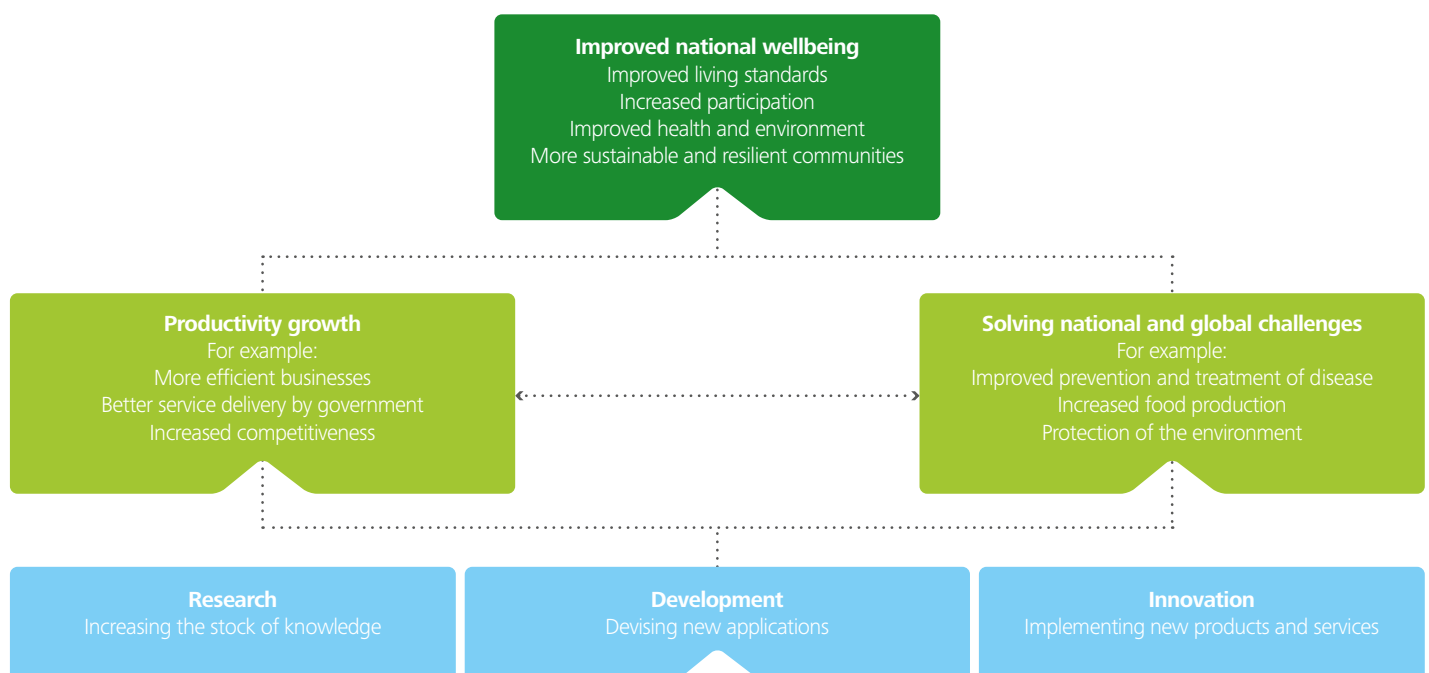 Improved national wellbeing
Improved living standards
Increased participation
Improved health and environment
More sustainable and resilient communities
Productivity growth
For example:
More efficient businesses
Better service delivery by government
Increased competitiveness
Solving national and global challenges
For example:
Improved prevention and treatment of disease
Increased food production
Protection of the environment
Research
Increasing the stock of knowledge
Development
Devising new applications
Innovation
Implementing new products and services